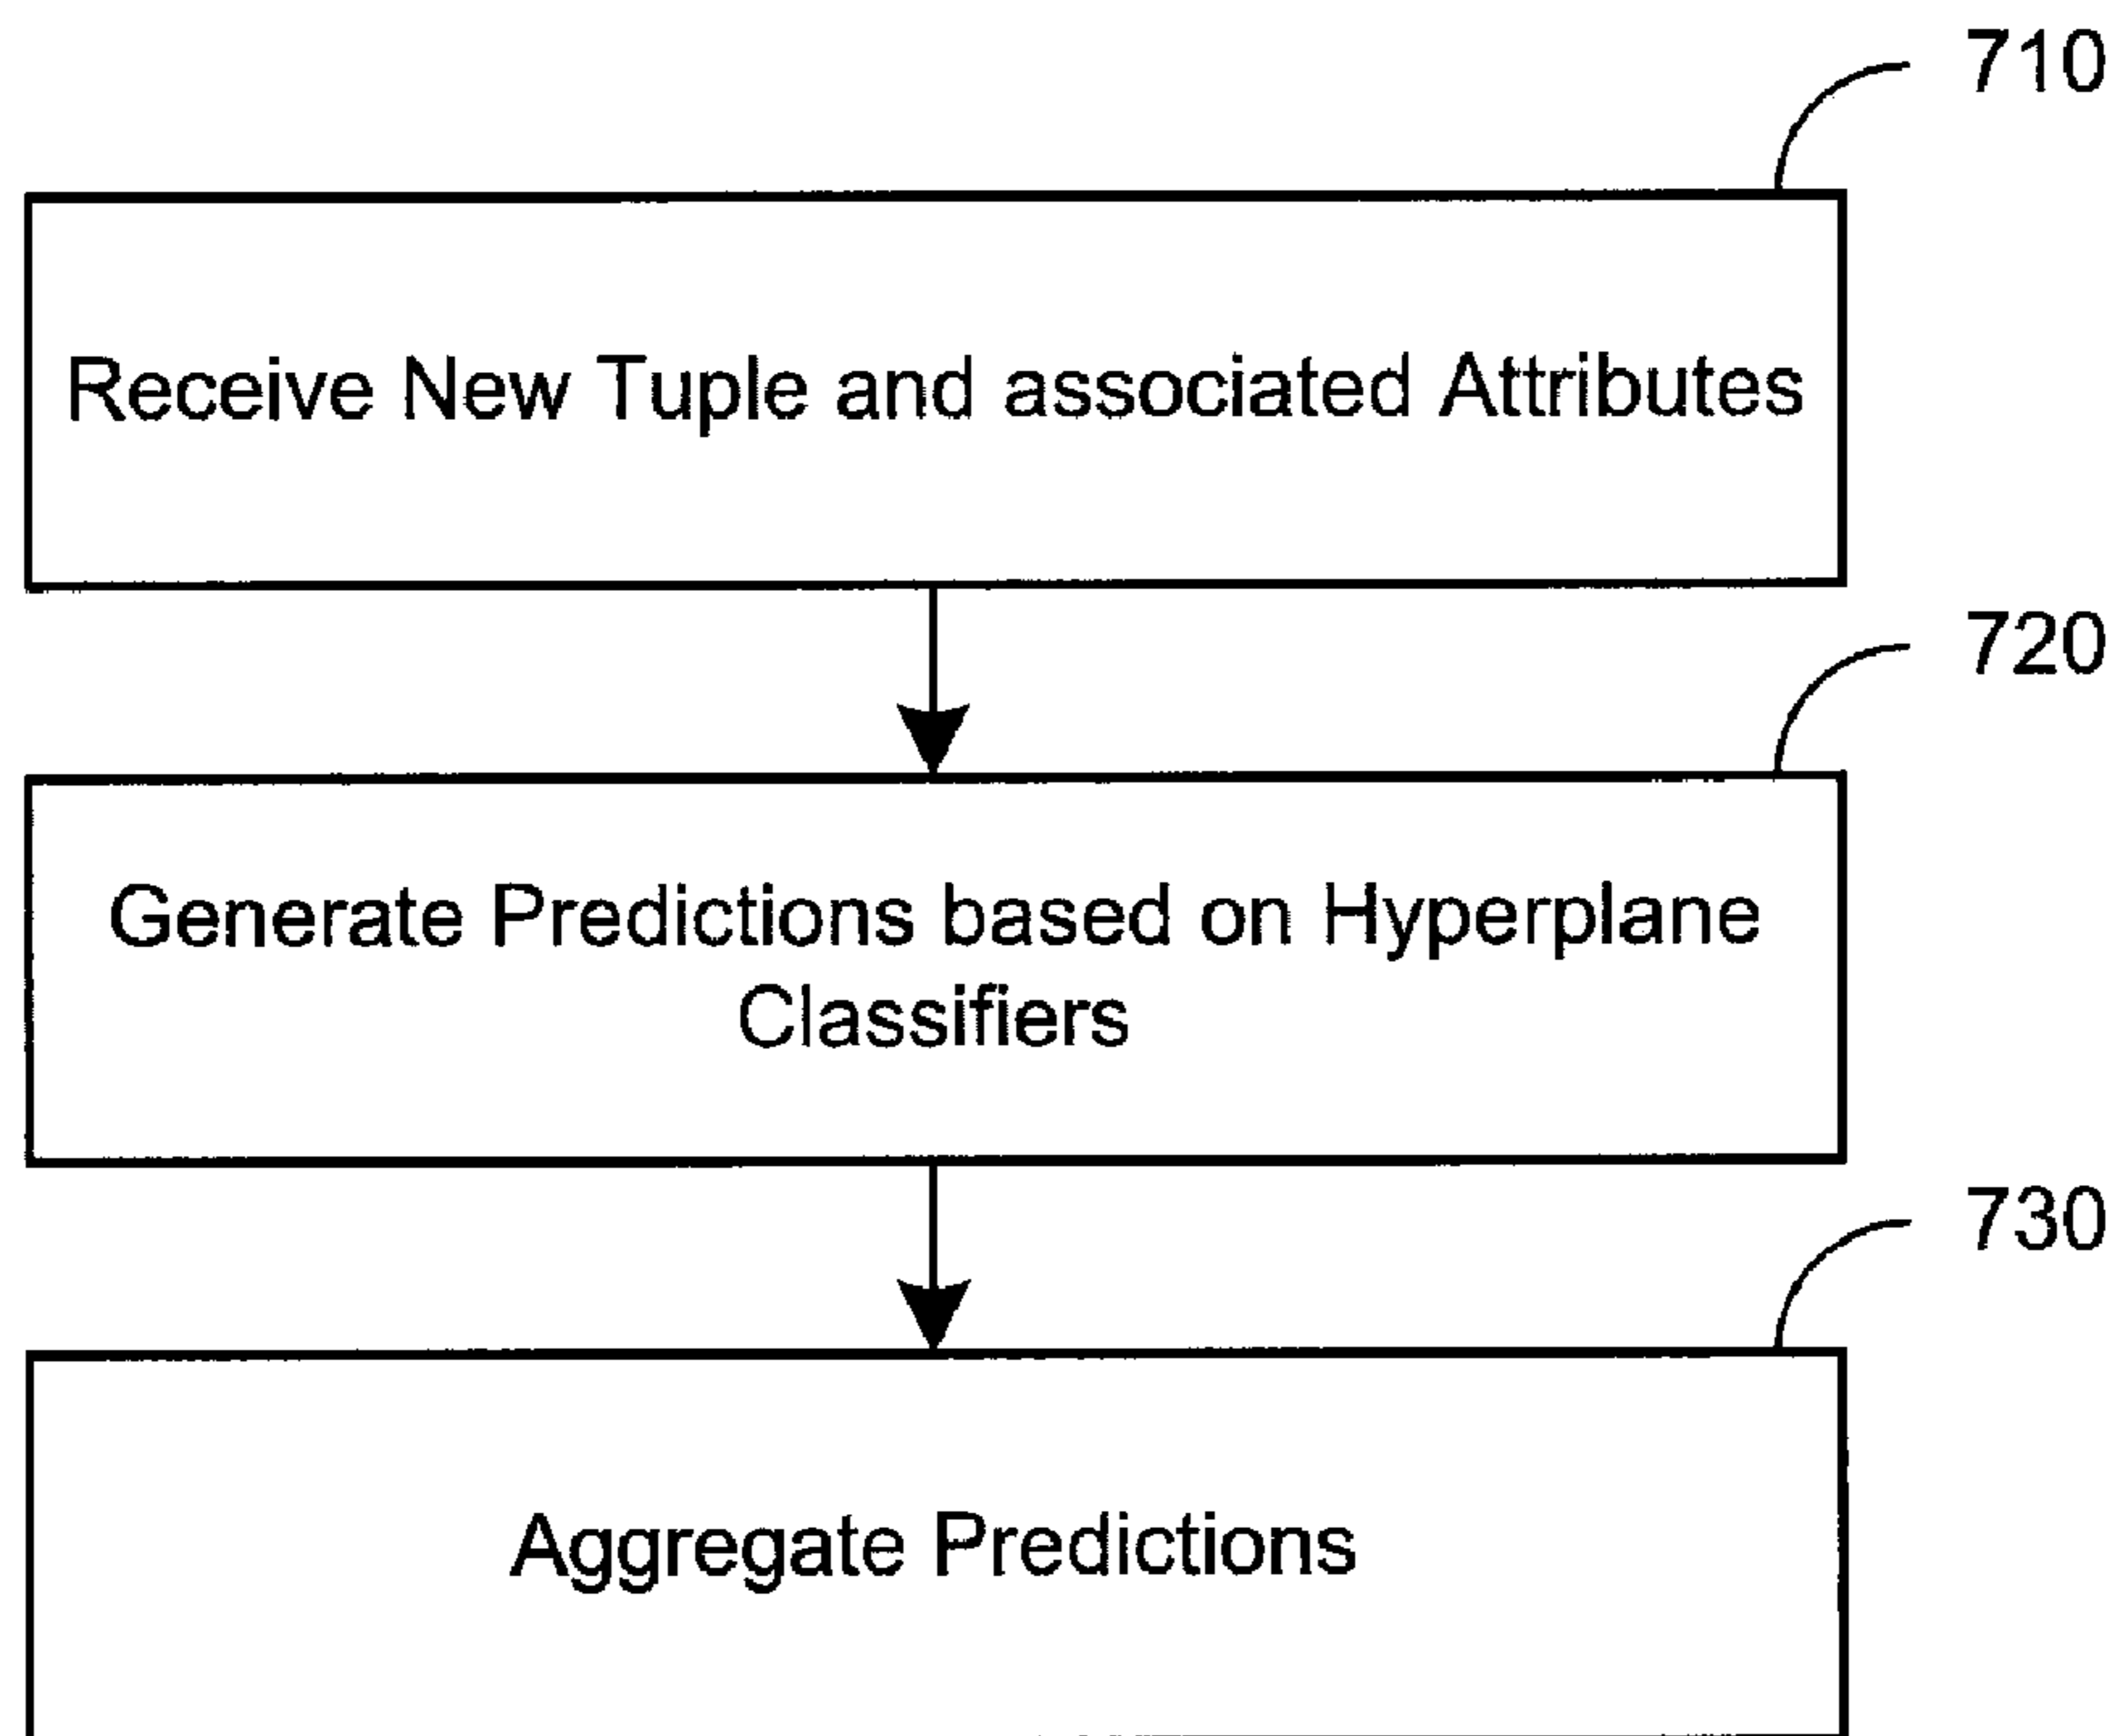 710
Receive New Tuple and associated Attributes
720
Generate Predictions based on Hyperplane
Classifiers
730
Aggregate Predictions